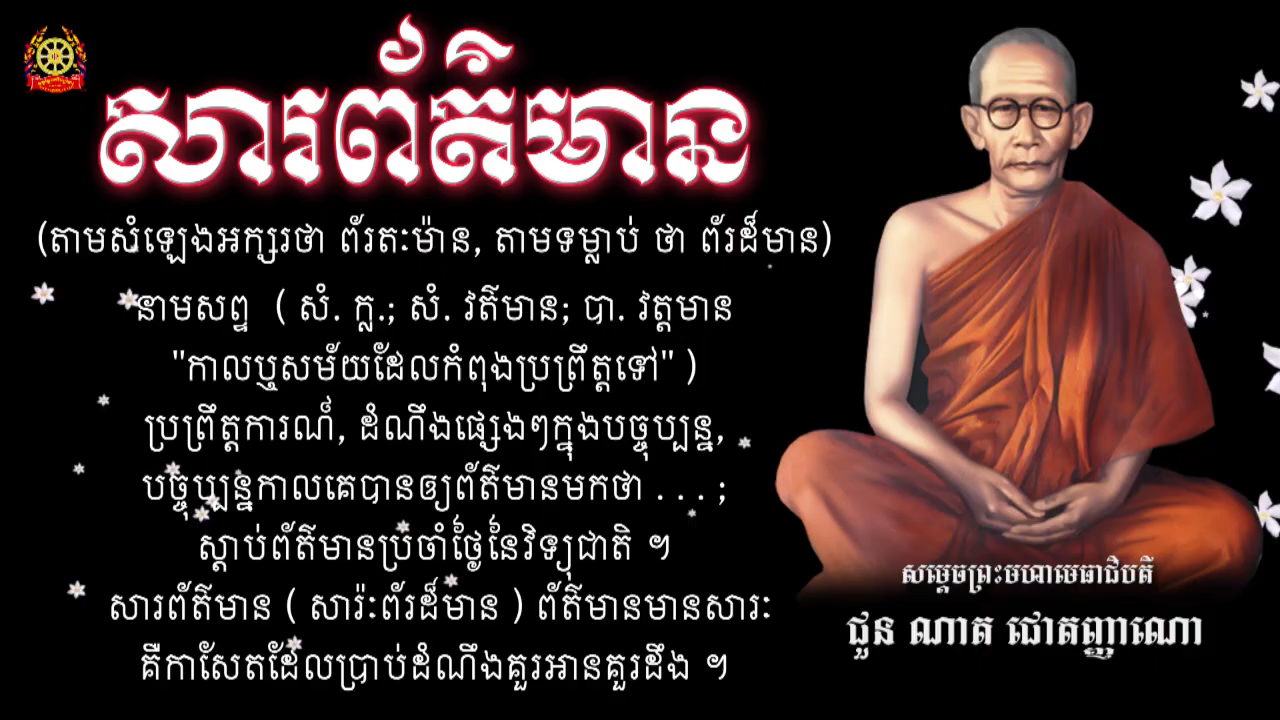 សារព័ត៌មាន
(តាមសំឡេងអក្សរថា ព័រតៈម៉ាន, តាមទម្លាប់ ថា ព័រដ៏មាន)
នាមសព្ទ ( សំ. ក្ល.; សំ. វត៌មាន; បា. វត្តមាន
"កាលឬសម័យដែលកំពុងប្រព្រឹត្តទៅ" )
ប្រព្រឹត្តការណ៍, ដំណឹងផ្សេងៗក្នុងបច្ចុប្បន្ន,
បច្ចុប្បន្នកាលគេបានឲ្យព័ត៌មានមកថា . . . ;
ស្ដាប់ព័ត៌មានប្រចាំថ្ងៃនៃវិទ្យុជាតិ ។
សារព័ត៌មាន ( សារ៉ៈព័រដ៏មាន ) ព័ត៌មានមានសារៈ
គឺកាសែតដែលប្រាប់ដំណឹងគួរអានគួរដឹង ។
សម្ដេចព្រះមហាមេធាធិបតី
ជួន ណាត ជោតញ្ញាណោ